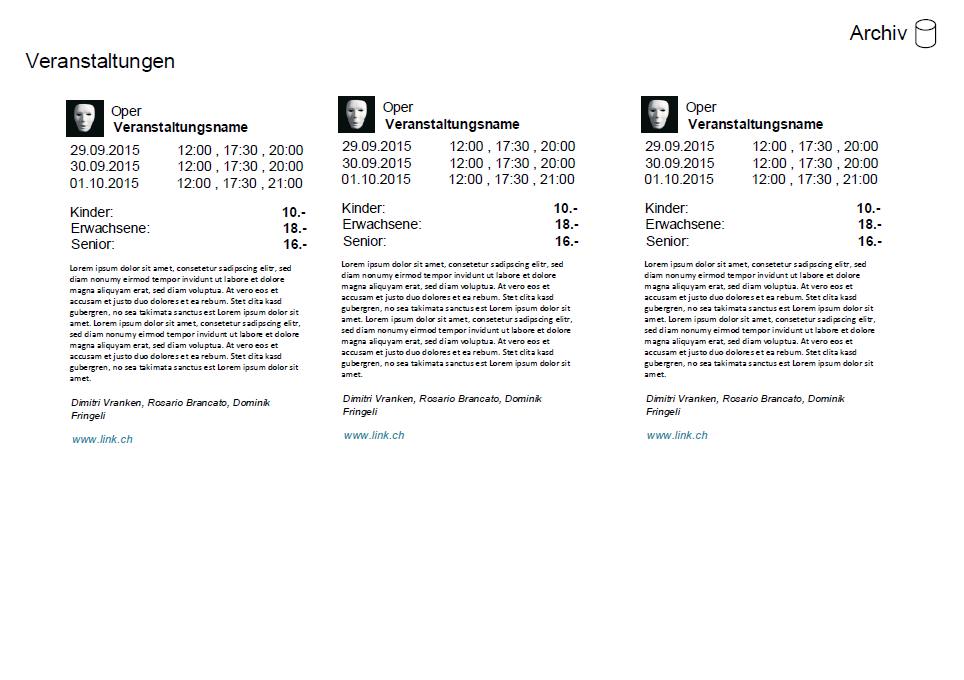 Archiv
Veranstaltungen
Oper
Veranstaltungsname
29.09.2015 12:00 , 17:30 , 20:00
30.09.2015 12:00 , 17:30 , 20:00
01.10.2015 12:00 , 17:30 , 21:00
Kinder: 10.-
Erwachsene: 18.-
Senior: 16.-
Lorem ipsum dolor sit amet, consetetur sadipscing elitr, sed
diam nonumy eirmod tempor invidunt ut labore et dolore
magna aliquyam erat, sed diam voluptua. At vero eos et
accusam et justo duo dolores et ea rebum. Stet clita kasd
gubergren, no sea takimata sanctus est Lorem ipsum dolor sit
amet. Lorem ipsum dolor sit amet, consetetur sadipscing elitr,
sed diam nonumy eirmod tempor invidunt ut labore et dolore
magna aliquyam erat, sed diam voluptua. At vero eos et
accusam et justo duo dolores et ea rebum. Stet clita kasd
gubergren, no sea takimata sanctus est Lorem ipsum dolor sit
amet.
Dimitri Vranken, Rosario Brancato, Dominik
Fringeli
www.link.ch
Oper
Veranstaltungsname
29.09.2015 12:00 , 17:30 , 20:00
30.09.2015 12:00 , 17:30 , 20:00
01.10.2015 12:00 , 17:30 , 21:00
Kinder: 10.-
Erwachsene: 18.-
Senior: 16.-
Lorem ipsum dolor sit amet, consetetur sadipscing elitr, sed
diam nonumy eirmod tempor invidunt ut labore et dolore
magna aliquyam erat, sed diam voluptua. At vero eos et
accusam et justo duo dolores et ea rebum. Stet clita kasd
gubergren, no sea takimata sanctus est Lorem ipsum dolor sit
amet. Lorem ipsum dolor sit amet, consetetur sadipscing elitr,
sed diam nonumy eirmod tempor invidunt ut labore et dolore
magna aliquyam erat, sed diam voluptua. At vero eos et
accusam et justo duo dolores et ea rebum. Stet clita kasd
gubergren, no sea takimata sanctus est Lorem ipsum dolor sit
amet.
Dimitri Vranken, Rosario Brancato, Dominik
Fringeli
www.link.ch
Oper
Veranstaltungsname
29.09.2015 12:00 , 17:30 , 20:00
30.09.2015 12:00 , 17:30 , 20:00
01.10.2015 12:00 , 17:30 , 21:00
Kinder: 10.-
Erwachsene: 18.-
Senior: 16.-
Lorem ipsum dolor sit amet, consetetur sadipscing elitr, sed
diam nonumy eirmod tempor invidunt ut labore et dolore
magna aliquyam erat, sed diam voluptua. At vero eos et
accusam et justo duo dolores et ea rebum. Stet clita kasd
gubergren, no sea takimata sanctus est Lorem ipsum dolor sit
amet. Lorem ipsum dolor sit amet, consetetur sadipscing elitr,
sed diam nonumy eirmod tempor invidunt ut labore et dolore
magna aliquyam erat, sed diam voluptua. At vero eos et
accusam et justo duo dolores et ea rebum. Stet clita kasd
gubergren, no sea takimata sanctus est Lorem ipsum dolor sit
amet.
Dimitri Vranken, Rosario Brancato, Dominik
Fringeli
www.link.ch